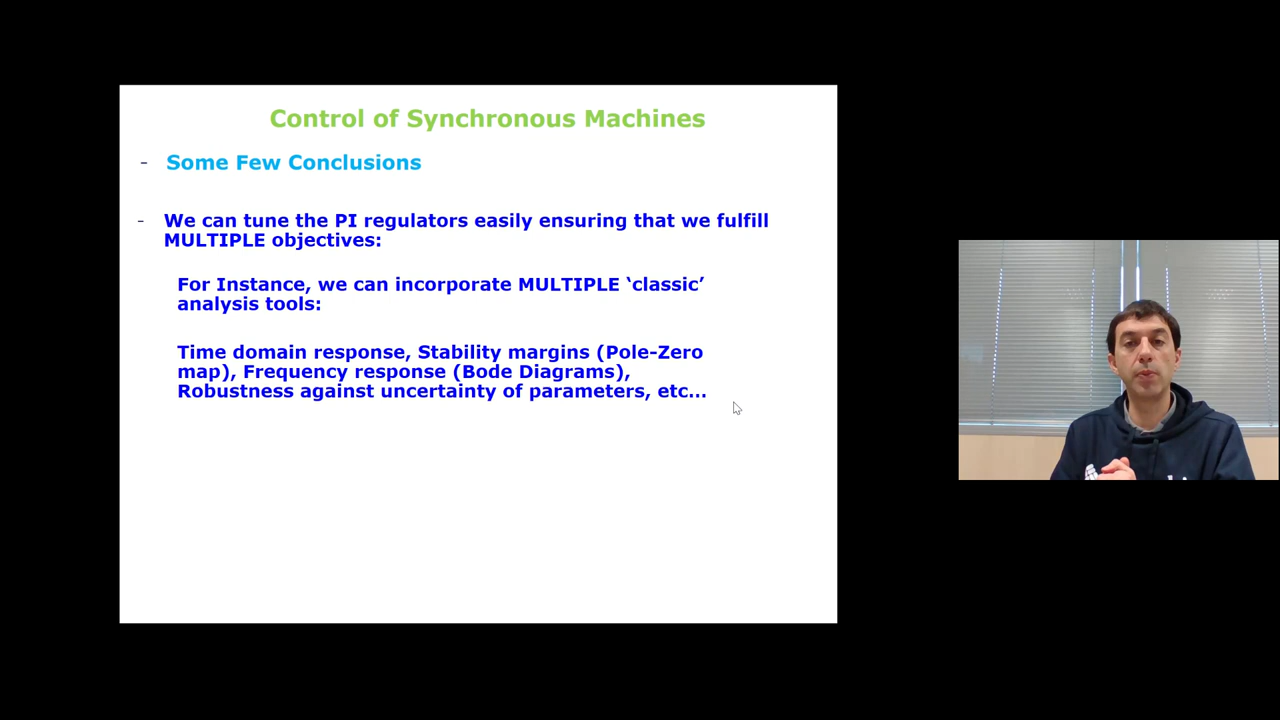 Control of Synchronous Machines
- Some Few Conclusions
- We can tune the PI regulators easily ensuring that we fulfill
MULTIPLE objectives:
For Instance, we can incorporate MULTIPLE ‘classic’
analysis tools:
Time domain response, Stability margins (Pole-Zero
map), Frequency response (Bode Diagrams),
Robustness against uncertainty of parameters, etc…